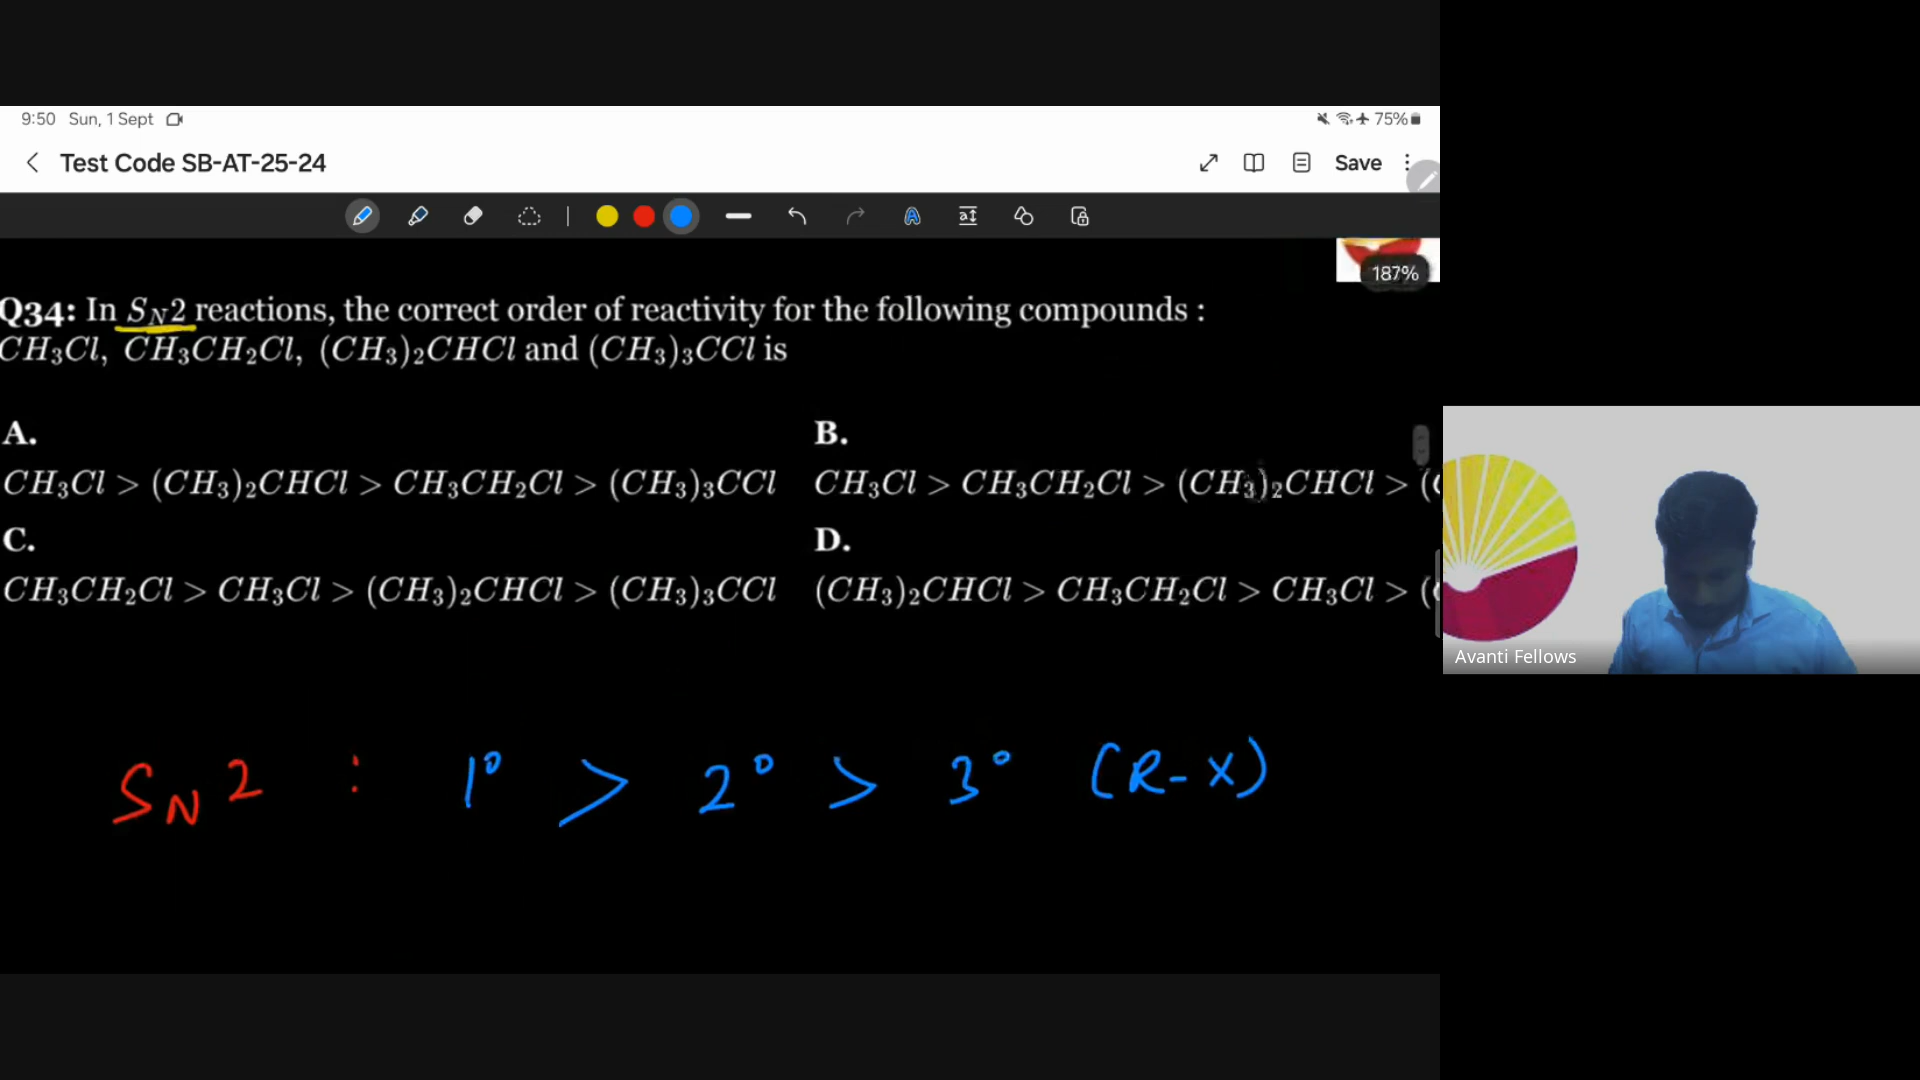 9:50 Sun, 1 Sept 75%
Test Code SB-AT-25-24 Save
187%
Q34: In S_N2 reactions, the correct order of reactivity for the following compounds :
CH₃Cl, CH₃CH₂Cl, (CH₃)₂CHCl and (CH₃)₃CCl is
A. B.
CH₃Cl > (CH₃)₂CHCl > CH₃CH₂Cl > (CH₃)₃CCl CH₃Cl > CH₃CH₂Cl > (CH₃)₂CHCl > (
C. D.
CH₃CH₂Cl > CH₃Cl > (CH₃)₂CHCl > (CH₃)₃CCl (CH₃)₂CHCl > CH₃CH₂Cl > CH₃Cl > (
Avanti Fellows
S_N2 : 1° > 2° > 3° (R-X)